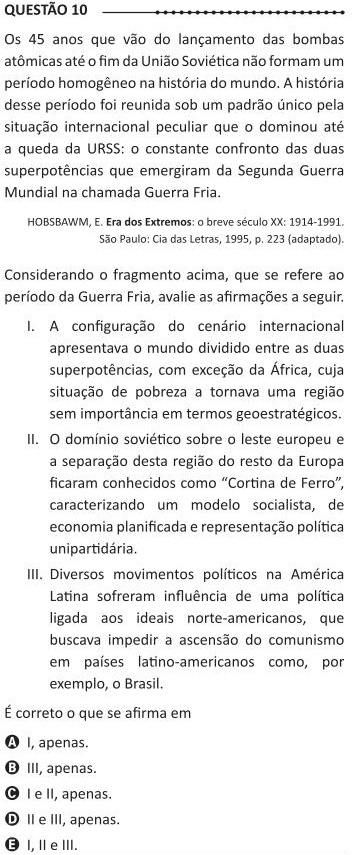 QUESTÃO 10
Os 45 anos que vão do lançamento das bombas
atômicas até o fim da União Soviética não formam um
período homogêneo na história do mundo. A história
desse período foi reunida sob um padrão único pela
situação internacional peculiar que o dominou até
a queda da URSS: o constante confronto das duas
superpotências que emergiram da Segunda Guerra
Mundial na chamada Guerra Fria.
HOBSBAWM, E. Era dos Extremos: o breve século XX: 1914-1991.
São Paulo: Cia das Letras, 1995, p. 223 (adaptado).
Considerando o fragmento acima, que se refere ao
período da Guerra Fria, avalie as afirmações a seguir.
I. A configuração do cenário internacional
apresentava o mundo dividido entre as duas
superpotências, com exceção da África, cuja
situação de pobreza a tornava uma região
sem importância em termos geoestratégicos.
II. O domínio soviético sobre o leste europeu e
a separação desta região do resto da Europa
ficaram conhecidos como “Cortina de Ferro”,
caracterizando um modelo socialista, de
economia planificada e representação política
unipartidária.
III. Diversos movimentos políticos na América
Latina sofreram influência de uma política
ligada aos ideais norte-americanos, que
buscava impedir a ascensão do comunismo
em países latino-americanos como, por
exemplo, o Brasil.
É correto o que se afirma em
A I, apenas.
B III, apenas.
C I e II, apenas.
D II e III, apenas.
E I, II e III.